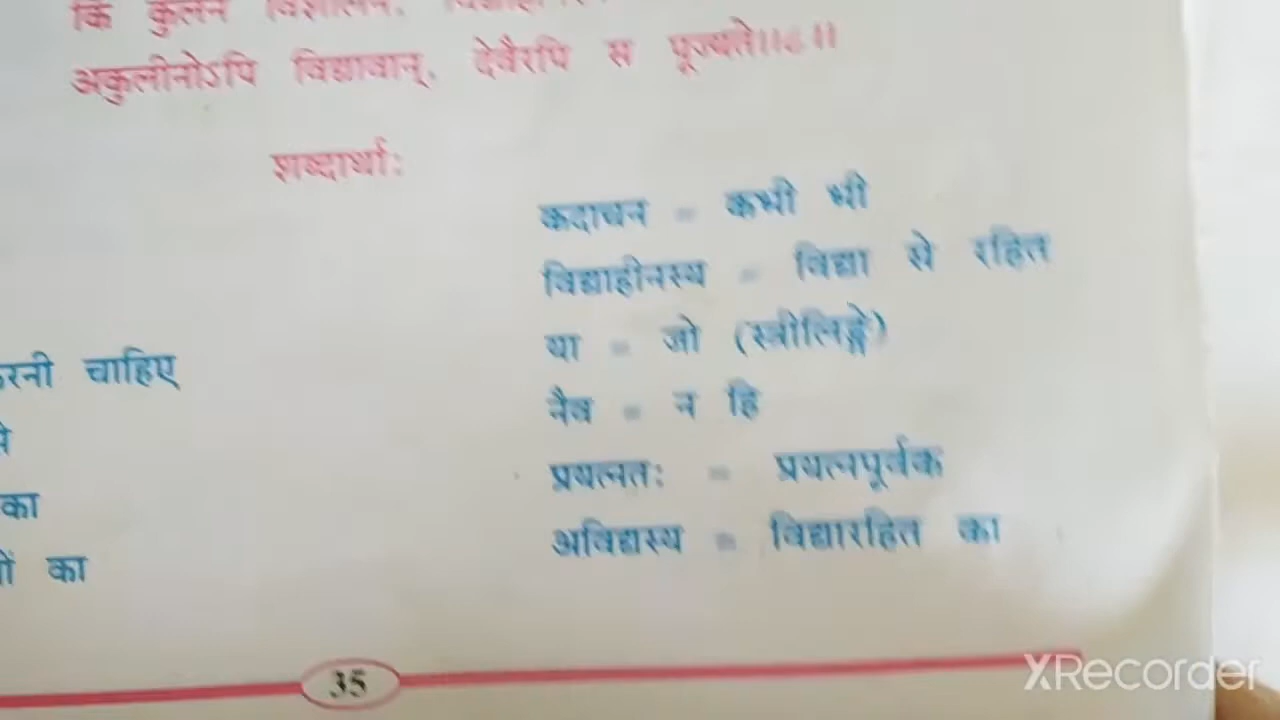 किं कुलेन विशालेन,
अकुलीनोऽपि विद्यावान्, देवैरपि स पूज्यते।।८।।
शब्दार्थाः
कदाचन = कभी भी
विद्याहीनस्य = विद्या से रहित
या = जो (स्त्रीलिङ्गे)
रनी चाहिए
नैव = न हि
प्रयत्नतः = प्रयत्नपूर्वक
का
अविद्यस्य = विद्यारहित का
का
35
XRecorder